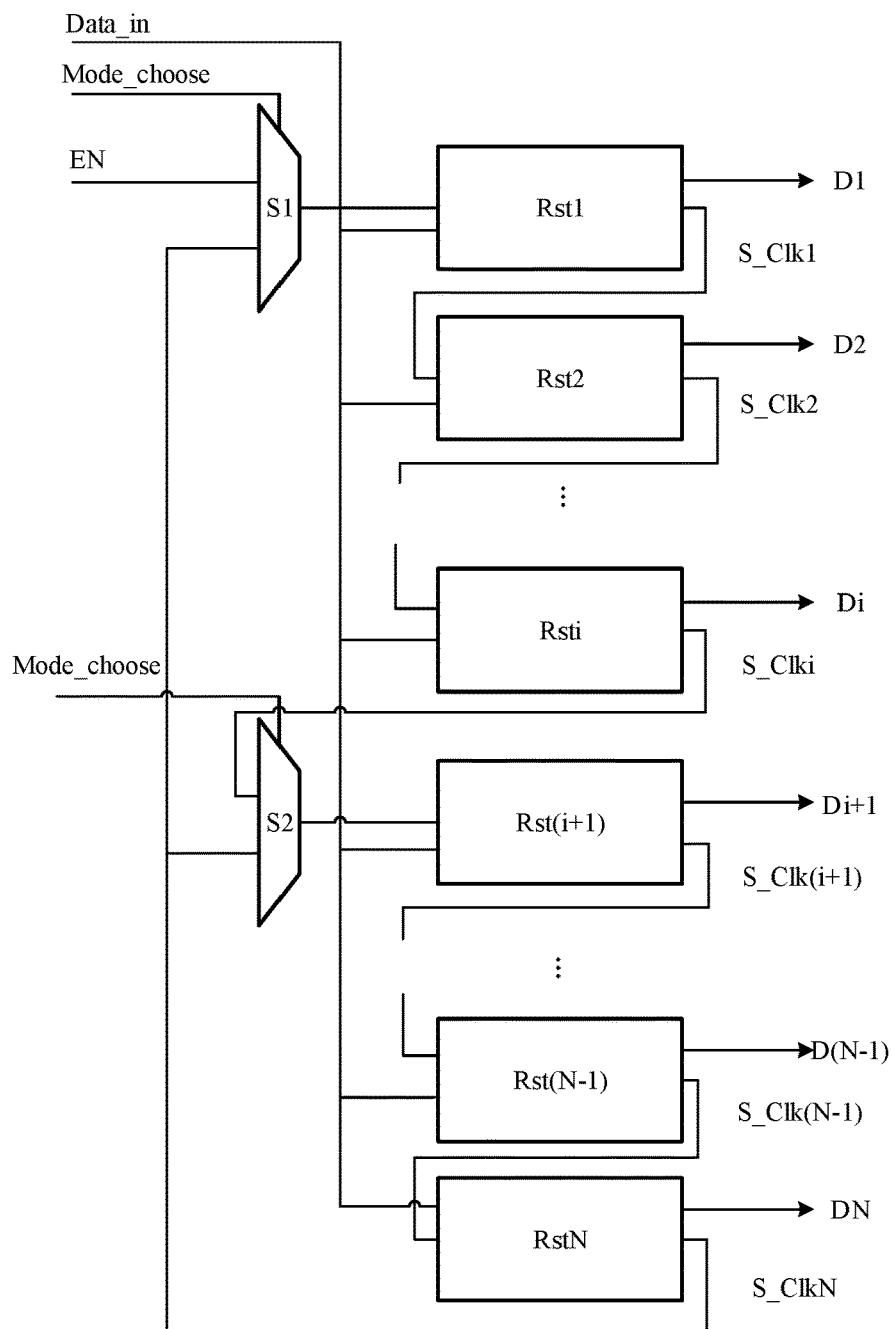 Data_in
Mode_choose
EN
S1
Rst1
D1
S_Clk1
Rst2
D2
S_Clk2
...
Rsti
Di
S_Clki
Mode_choose
S2
Rst(i+1)
Di+1
S_Clk(i+1)
...
Rst(N-1)
D(N-1)
S_Clk(N-1)
RstN
DN
S_ClkN